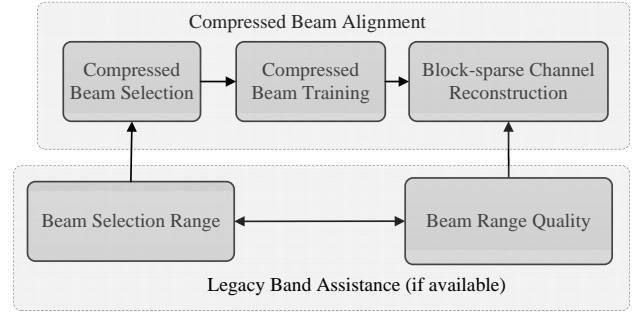 Compressed Beam Alignment
Compressed
Beam Selection
Compressed
Beam Training
Block-sparse Channel
Reconstruction
Beam Selection Range
Beam Range Quality
Legacy Band Assistance (if available)